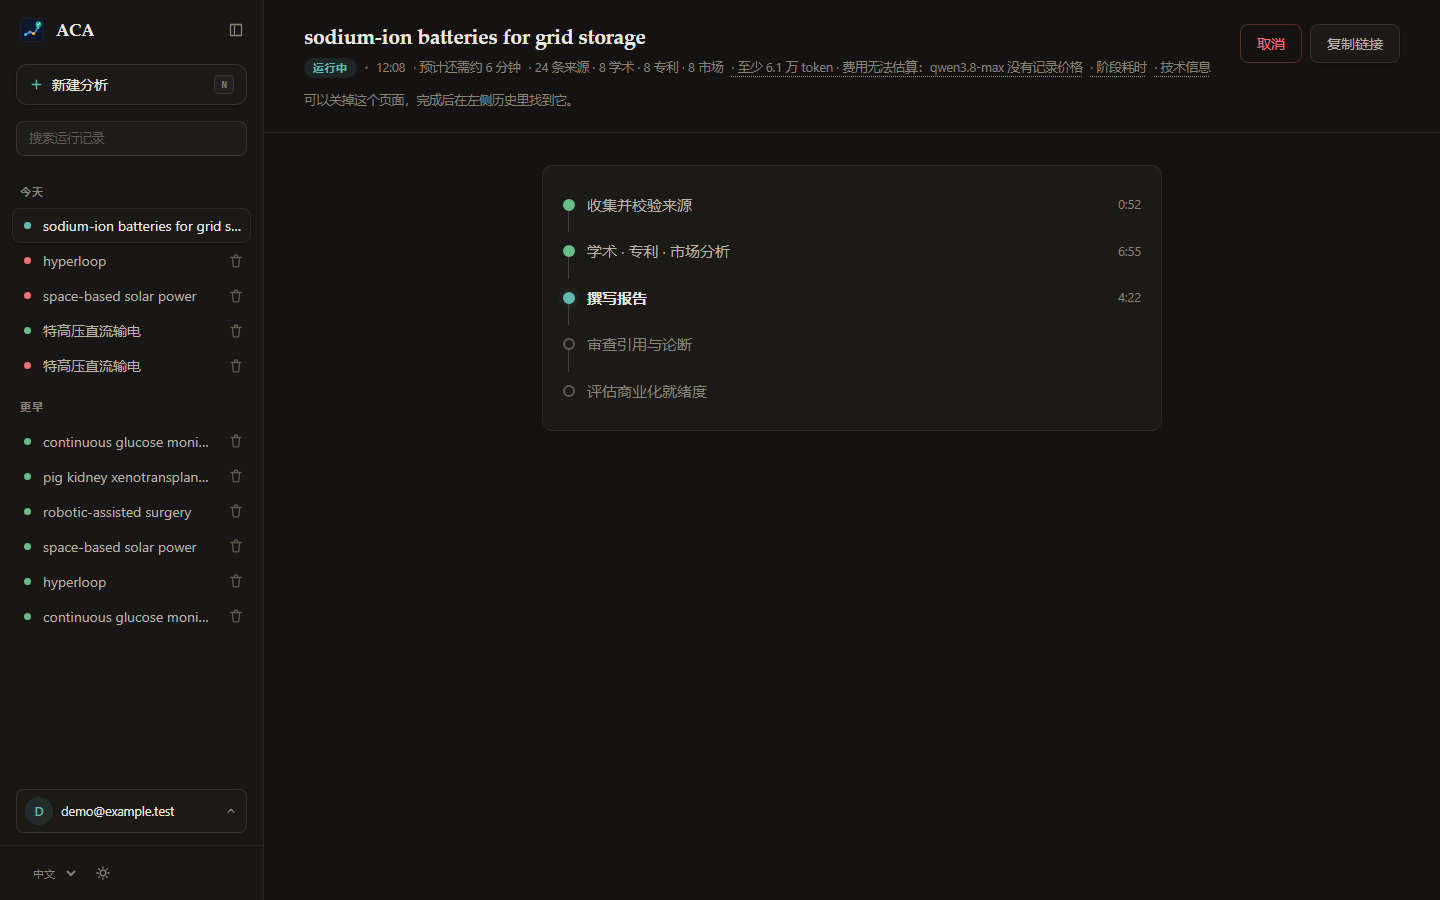 ACA
新建分析
N
搜索运行记录
今天
sodium-ion batteries for grid s...
hyperloop
space-based solar power
特高压直流输电
特高压直流输电
更早
continuous glucose moni...
pig kidney xenotransplan...
robotic-assisted surgery
space-based solar power
hyperloop
continuous glucose moni...
D
demo@example.test
中文
sodium-ion batteries for grid storage
取消
复制链接
运行中 · 12:08 · 预计还需约 6 分钟 · 24 条来源 · 8 学术 · 8 专利 · 8 市场 · 至少 6.1 万 token · 费用无法估算：qwen3.8-max 没有记录价格 · 阶段耗时 · 技术信息
可以关掉这个页面，完成后在左侧历史里找到它。
收集并校验来源 0:52
学术 · 专利 · 市场分析 6:55
撰写报告 4:22
审查引用与论断
评估商业化就绪度